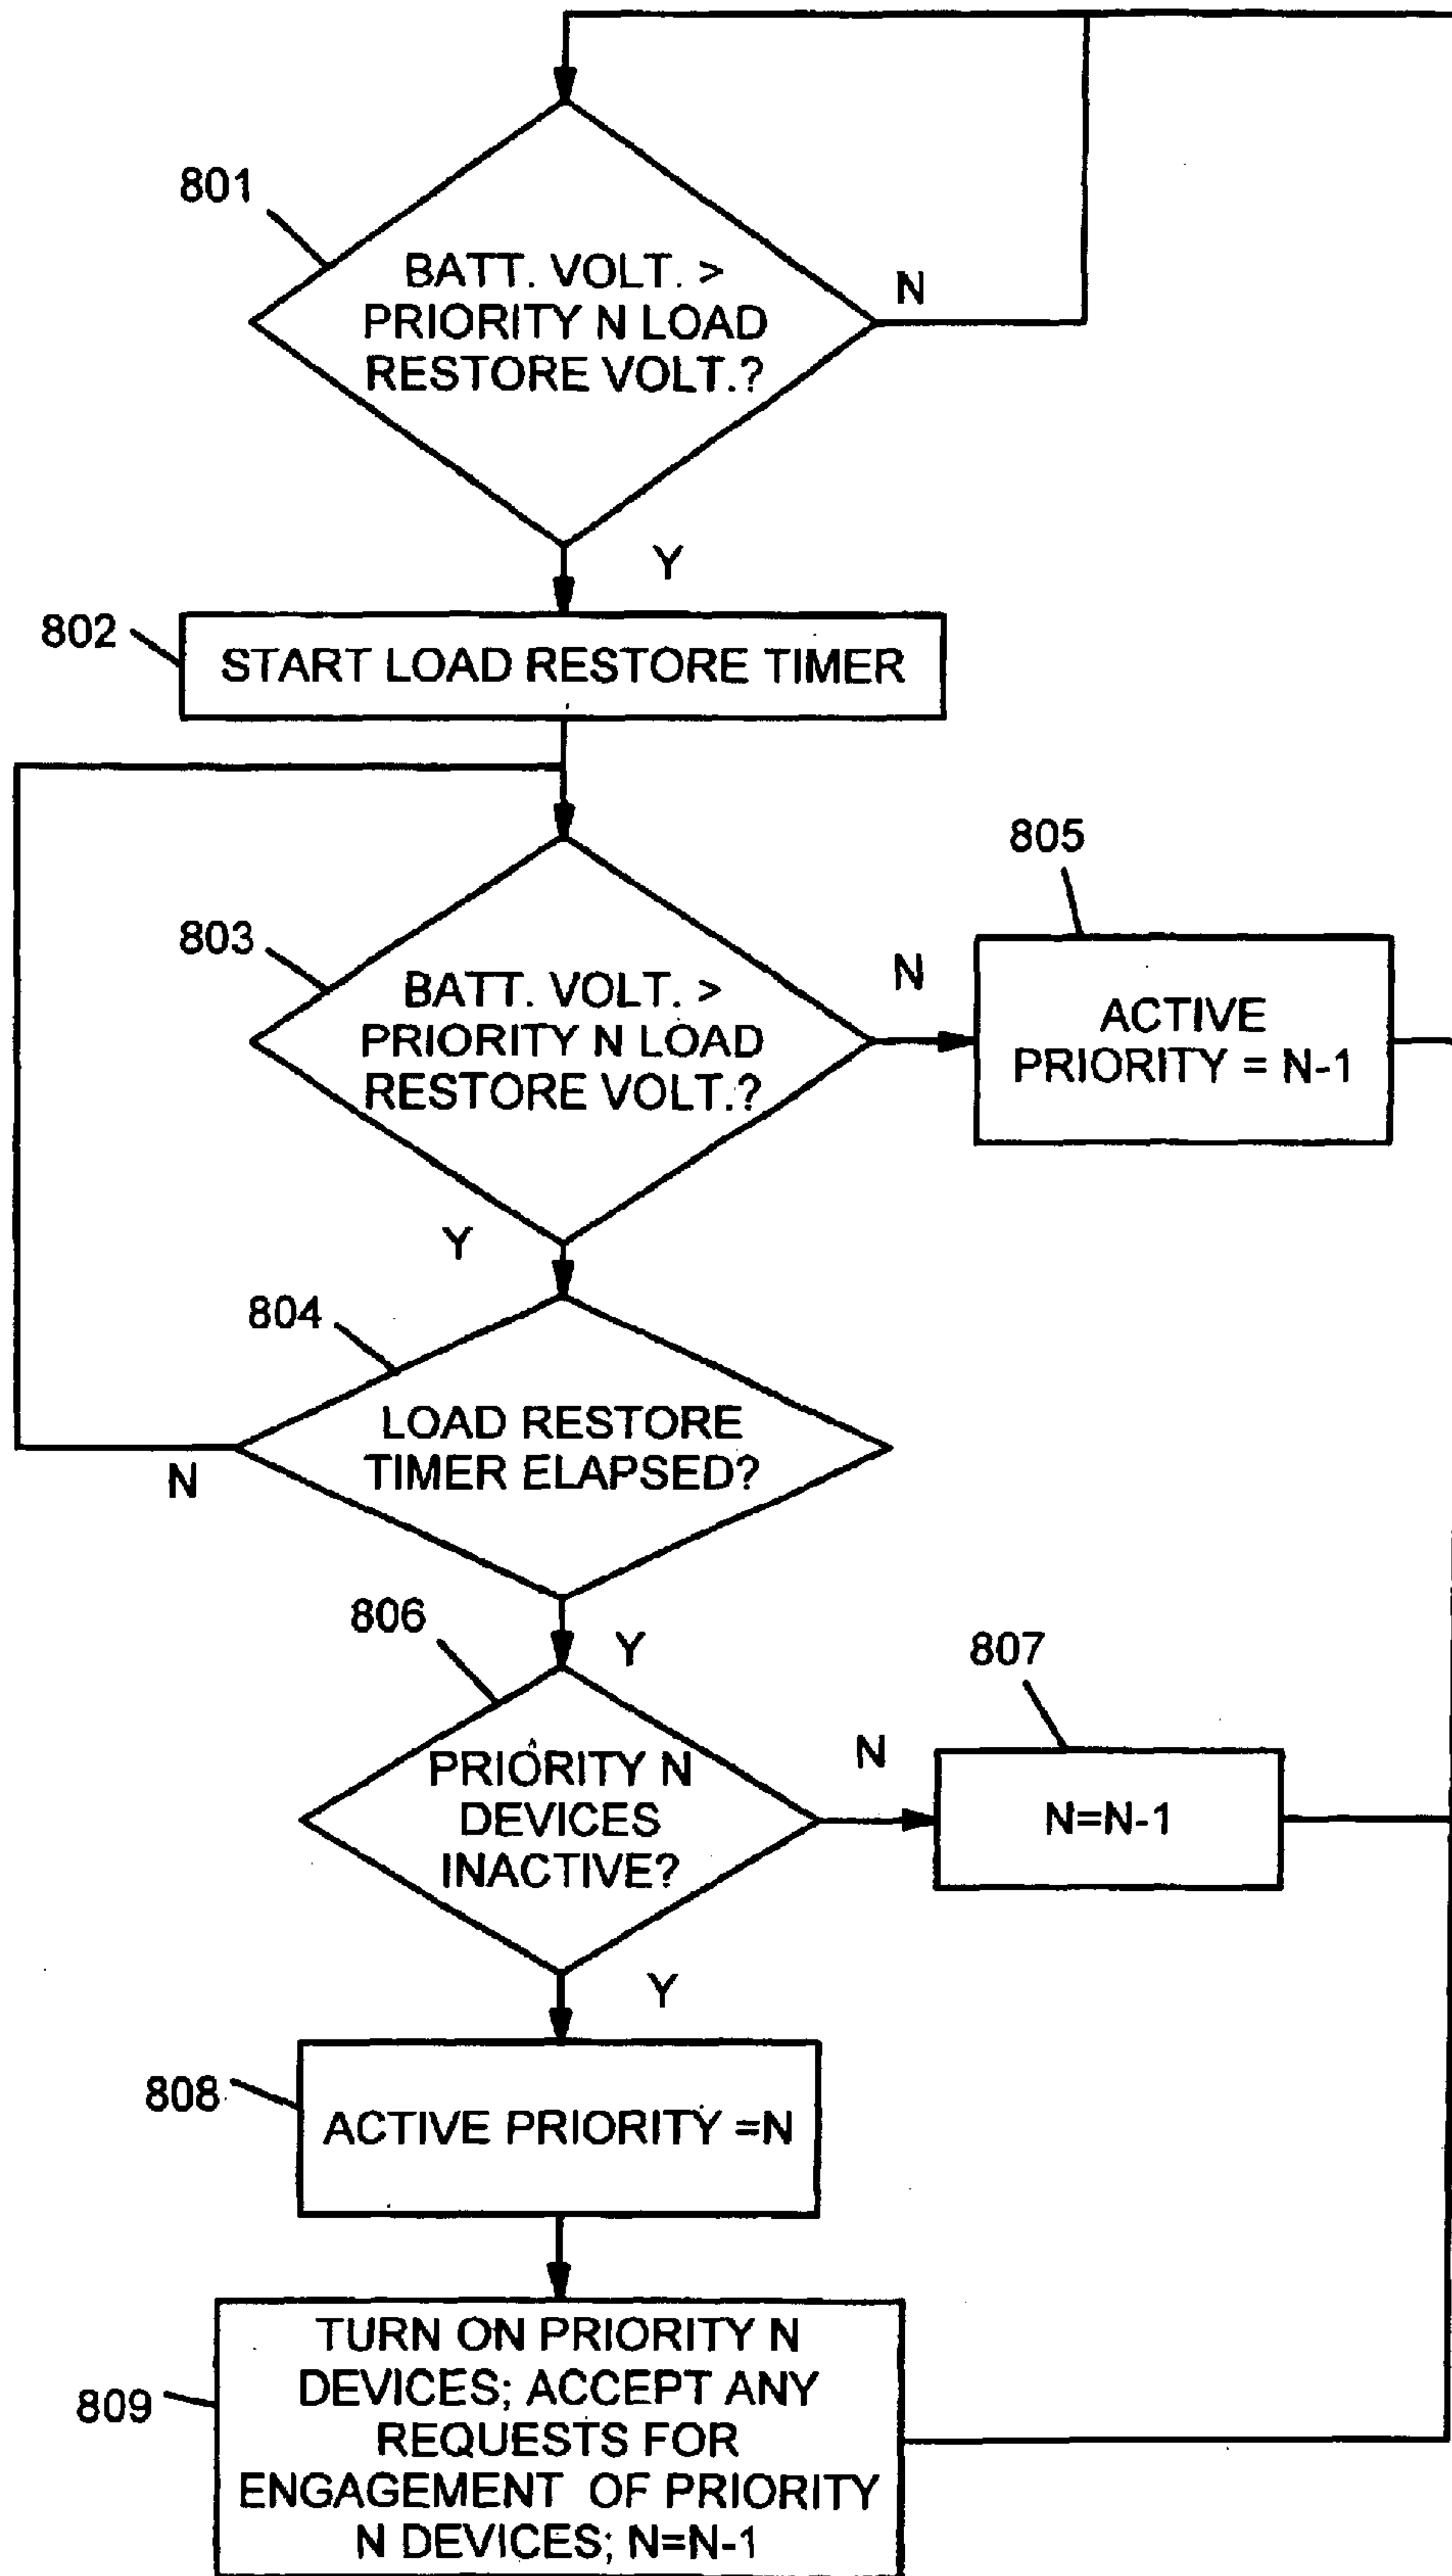 801
BATT. VOLT. >
PRIORITY N LOAD
RESTORE VOLT.?
N
Y
802
START LOAD RESTORE TIMER
803
BATT. VOLT. >
PRIORITY N LOAD
RESTORE VOLT.?
N
805
ACTIVE
PRIORITY = N-1
Y
804
LOAD RESTORE
TIMER ELAPSED?
N
Y
806
PRIORITY N
DEVICES
INACTIVE?
N
807
N=N-1
Y
808
ACTIVE PRIORITY =N
809
TURN ON PRIORITY N
DEVICES; ACCEPT ANY
REQUESTS FOR
ENGAGEMENT OF PRIORITY
N DEVICES; N=N-1